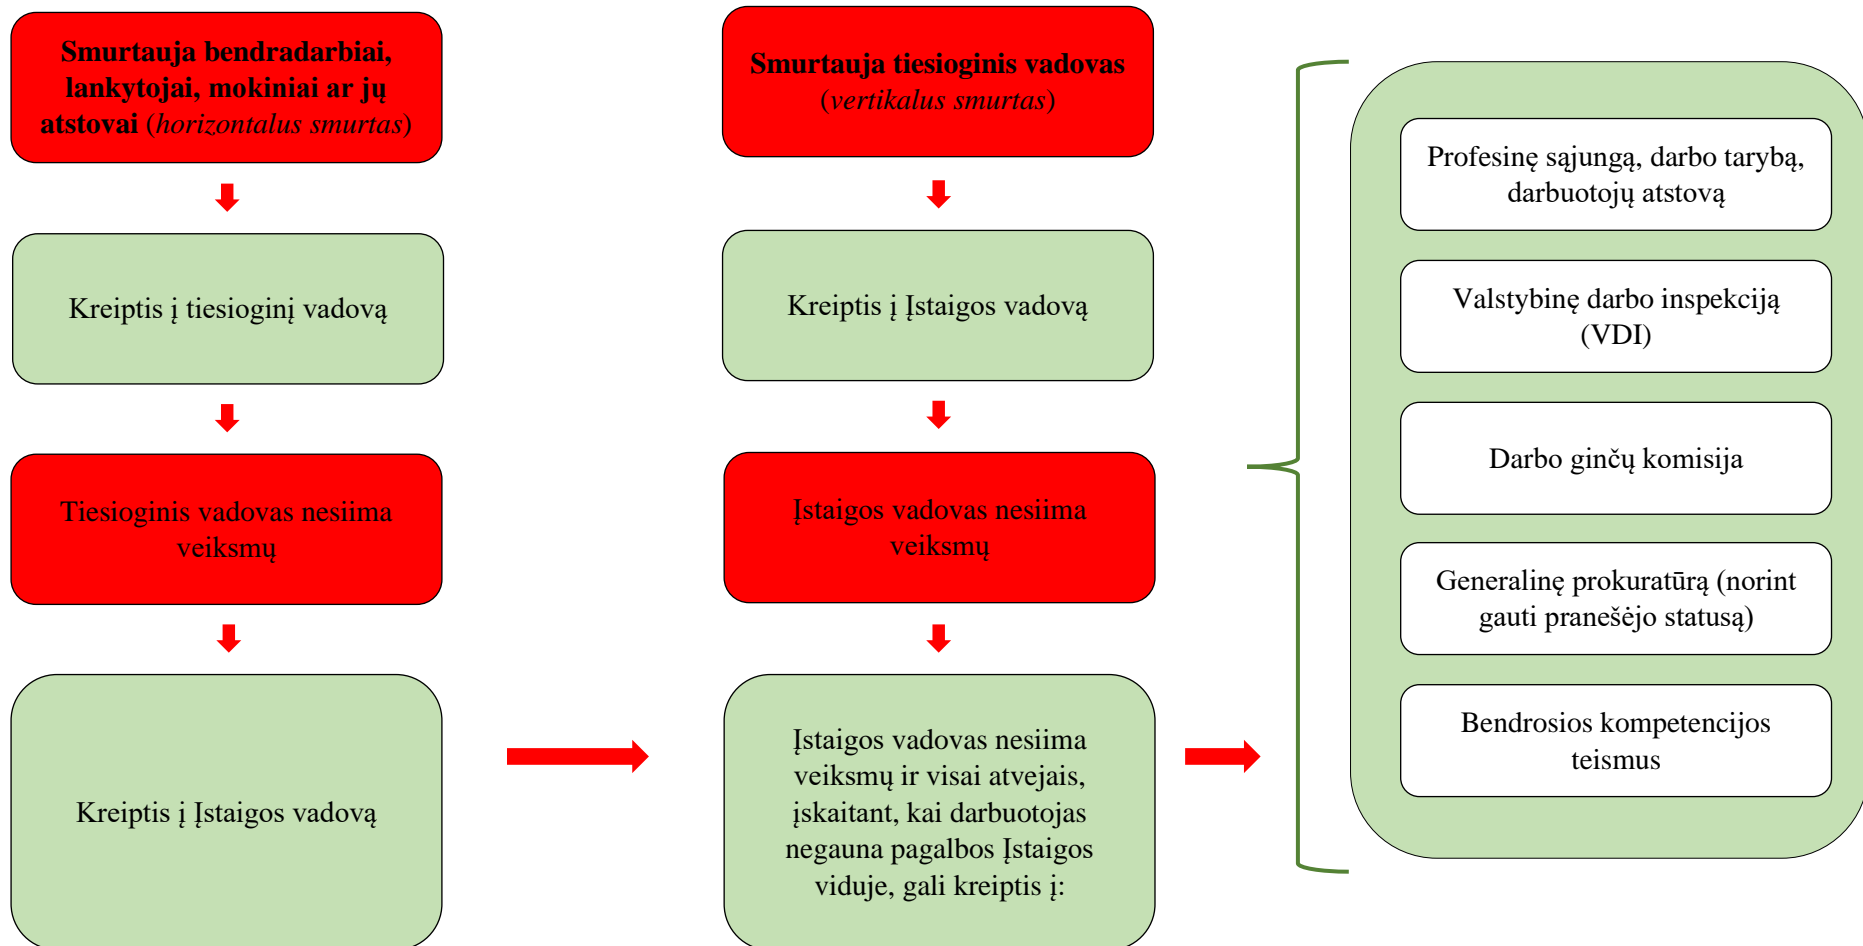 Smurtauja bendradarbiai,
lankytojai, mokiniai ar jų
atstovai (horizontalus smurtas)
Kreiptis į tiesioginį vadovą
Tiesioginis vadovas nesiima
veiksmų
Kreiptis į Įstaigos vadovą
Smurtauja tiesioginis vadovas
(vertikalus smurtas)
Kreiptis į Įstaigos vadovą
Įstaigos vadovas nesiima
veiksmų
Įstaigos vadovas nesiima
veiksmų ir visai atvejais,
įskaitant, kai darbuotojas
negauna pagalbos Įstaigos
viduje, gali kreiptis į:
Profesinę sąjungą, darbo tarybą,
darbuotojų atstovą
Valstybinę darbo inspekciją
(VDI)
Darbo ginčų komisija
Generalinę prokuratūrą (norint
gauti pranešėjo statusą)
Bendrosios kompetencijos
teismus